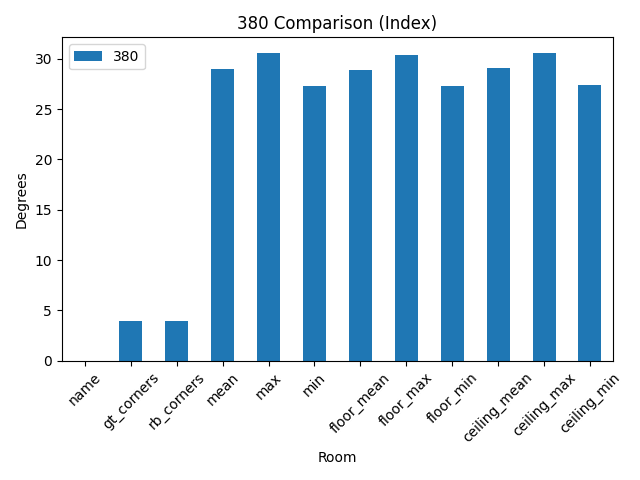 380 Comparison (Index)
380
30
25
20
15
10
5
0
Degrees
name
gt_corners
rb_corners
mean
max
min
floor_mean
floor_max
floor_min
ceiling_mean
ceiling_max
ceiling_min
Room